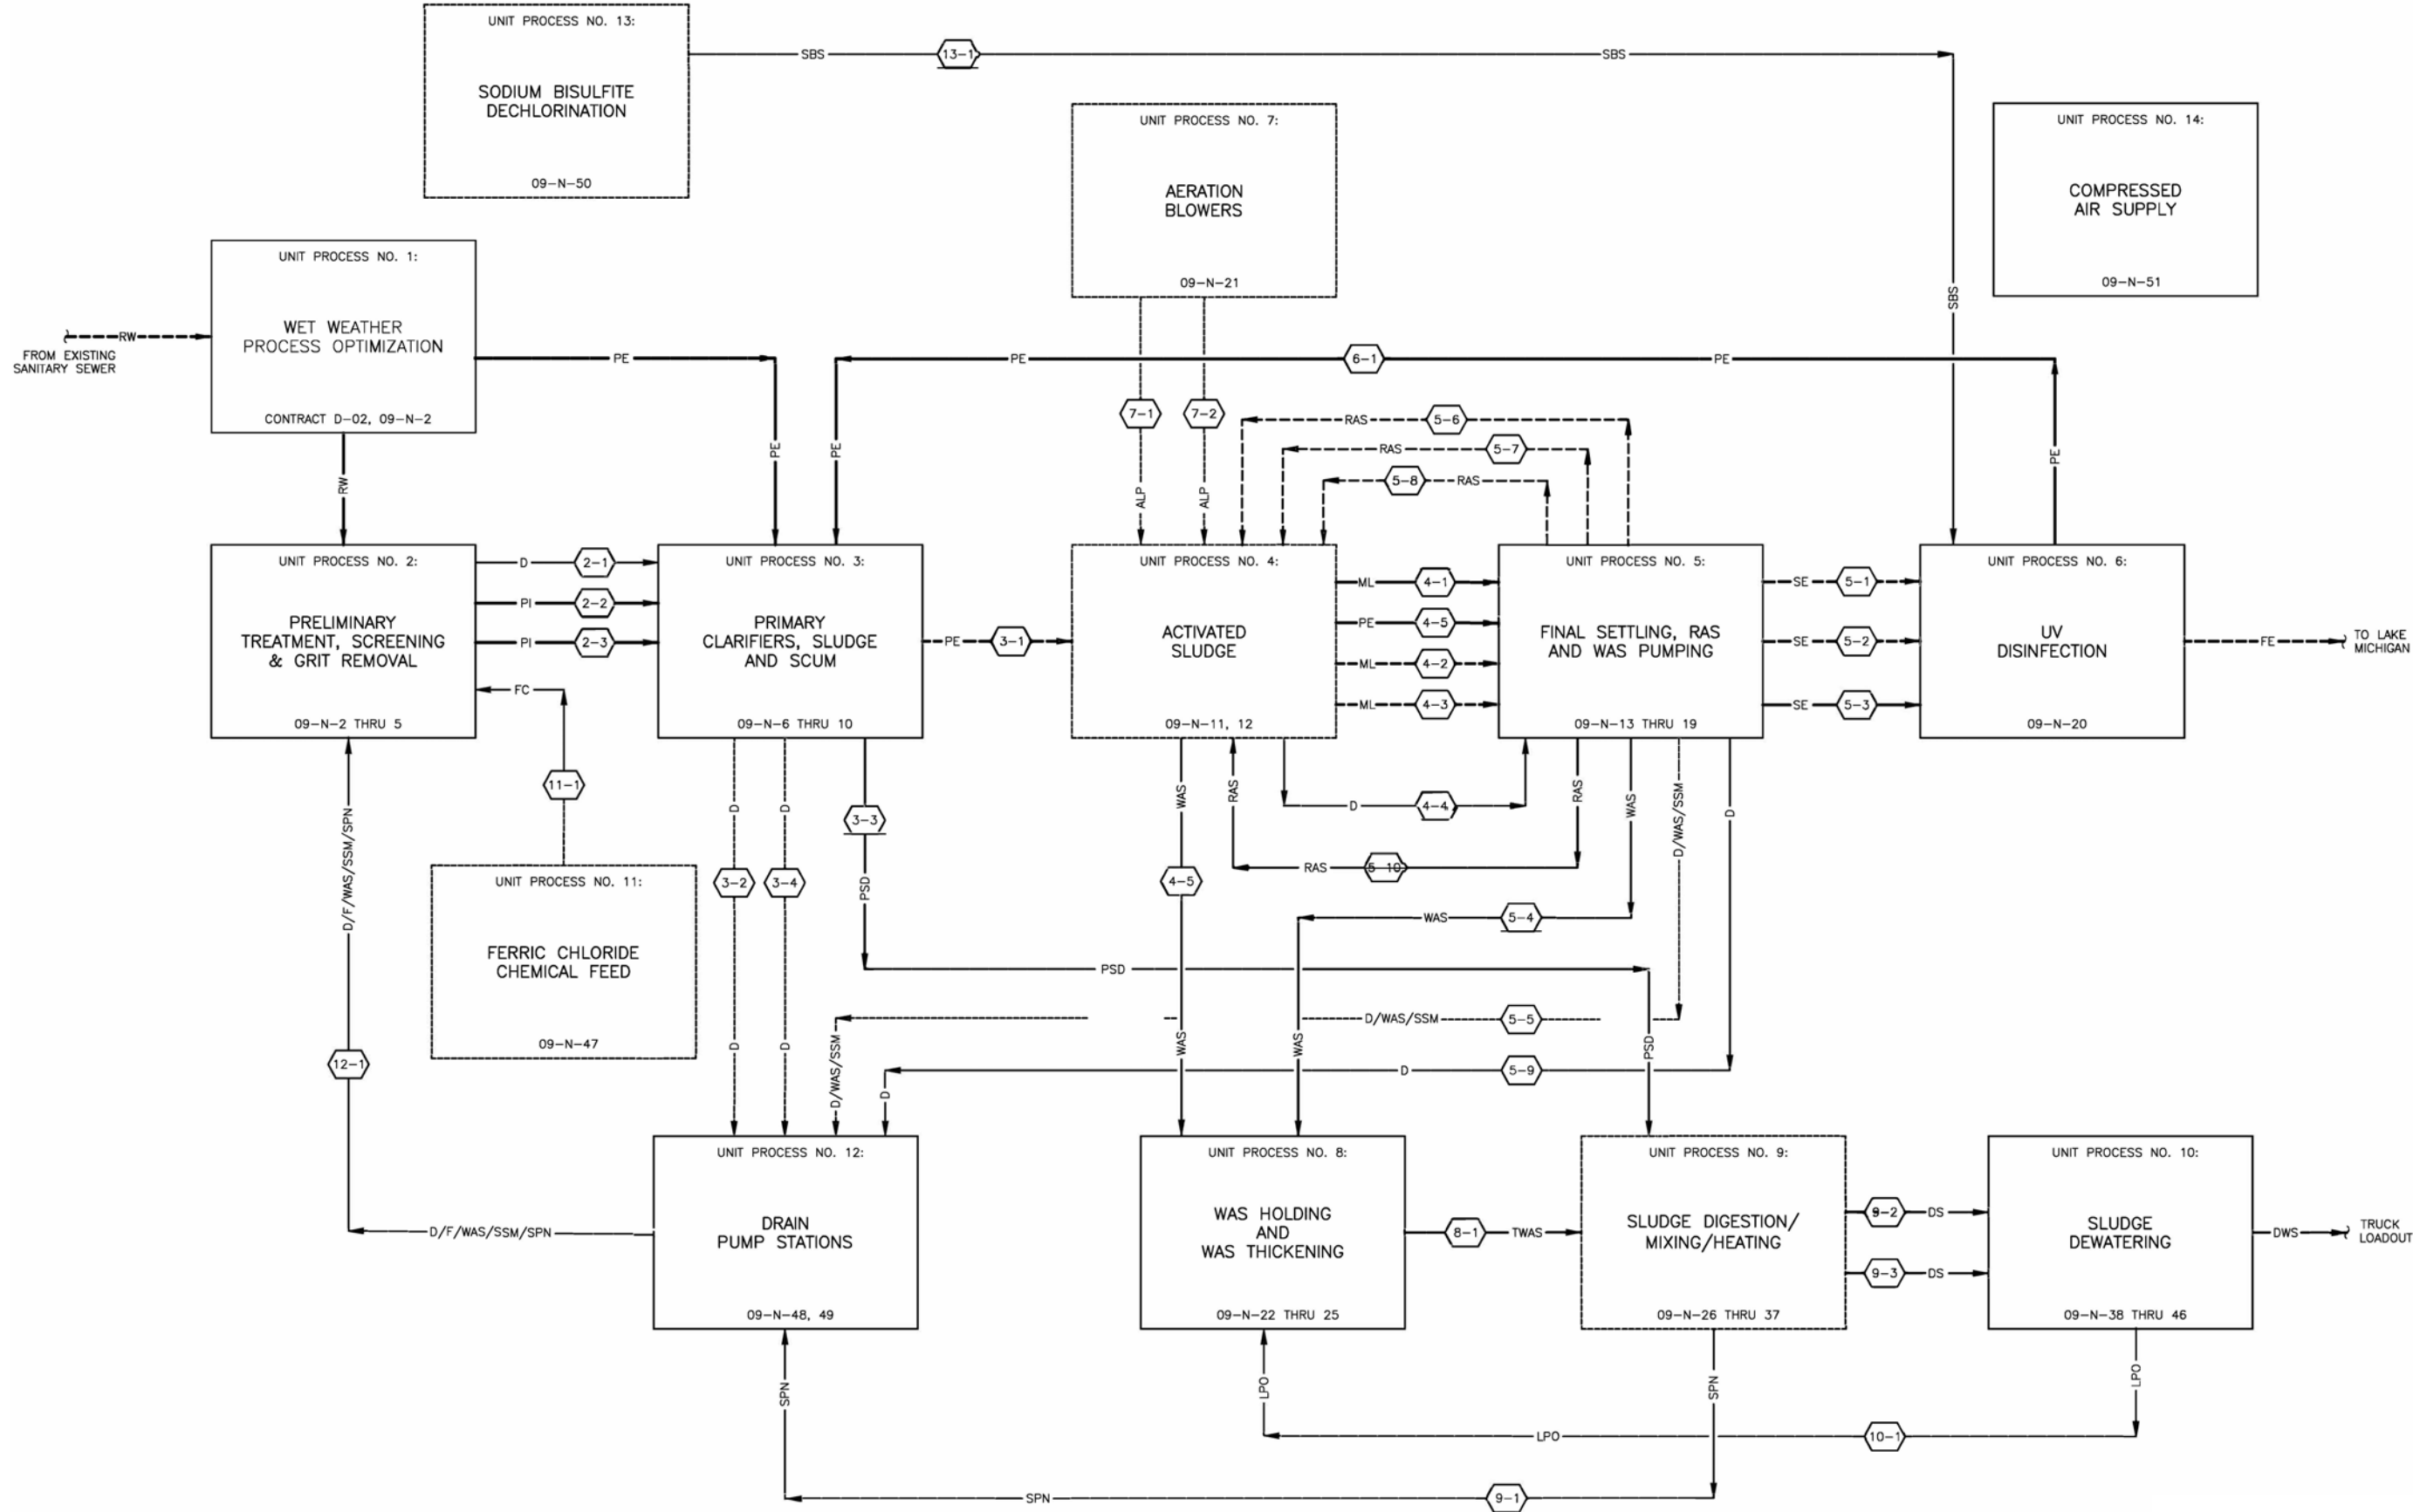 UNIT PROCESS NO. 13:
SODIUM BISULFITE
DECHLORINATION
09-N-50
SBS
13-1
SBS
SBS
UNIT PROCESS NO. 7:
AERATION
BLOWERS
09-N-21
UNIT PROCESS NO. 14:
COMPRESSED
AIR SUPPLY
09-N-51
UNIT PROCESS NO. 1:
WET WEATHER
PROCESS OPTIMIZATION
CONTRACT D-02, 09-N-2
RW
FROM EXISTING
SANITARY SEWER
PE
PE
RW
PE
6-1
PE
PE
PE
7-1
7-2
ALP
ALP
RAS
5-6
RAS
5-7
5-8
RAS
UNIT PROCESS NO. 2:
PRELIMINARY
TREATMENT, SCREENING
& GRIT REMOVAL
09-N-2 THRU 5
D
2-1
PI
2-2
PI
2-3
FC
11-1
UNIT PROCESS NO. 3:
PRIMARY
CLARIFIERS, SLUDGE
AND SCUM
09-N-6 THRU 10
PE
3-1
UNIT PROCESS NO. 4:
ACTIVATED
SLUDGE
09-N-11, 12
ML
4-1
PE
4-5
ML
4-2
ML
4-3
UNIT PROCESS NO. 5:
FINAL SETTLING, RAS
AND WAS PUMPING
09-N-13 THRU 19
SE
5-1
SE
5-2
SE
5-3
UNIT PROCESS NO. 6:
UV
DISINFECTION
09-N-20
FE
TO LAKE
MICHIGAN
D/F/WAS/SSM/SPN
12-1
D/F/WAS/SSM/SPN
UNIT PROCESS NO. 11:
FERRIC CHLORIDE
CHEMICAL FEED
09-N-47
D
D
3-2
3-4
D
D
3-3
PSD
PSD
PSD
WAS
4-5
WAS
RAS
D
4-4
RAS
RAS
5-10
WAS
WAS
5-4
WAS
D/WAS/SSM
D/WAS/SSM
5-5
D/WAS/SSM
D
D
5-9
D
UNIT PROCESS NO. 12:
DRAIN
PUMP STATIONS
09-N-48, 49
UNIT PROCESS NO. 8:
WAS HOLDING
AND
WAS THICKENING
09-N-22 THRU 25
8-1
TWAS
UNIT PROCESS NO. 9:
SLUDGE DIGESTION/
MIXING/HEATING
09-N-26 THRU 37
9-2
DS
9-3
DS
UNIT PROCESS NO. 10:
SLUDGE
DEWATERING
09-N-38 THRU 46
DWS
TRUCK
LOADOUT
SPN
LPO
SPN
LPO
LPO
10-1
SPN
9-1